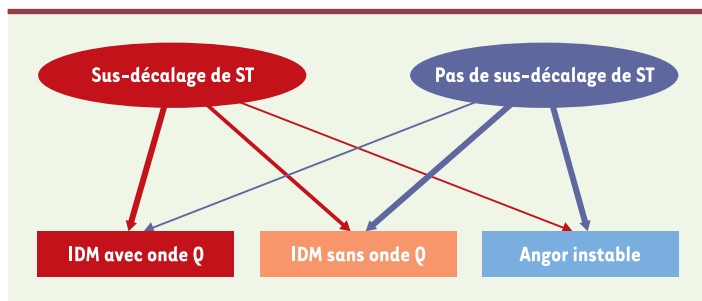 Sus-décalage de ST
Pas de sus-décalage de ST
IDM avec onde Q
IDM sans onde Q
Angor instable